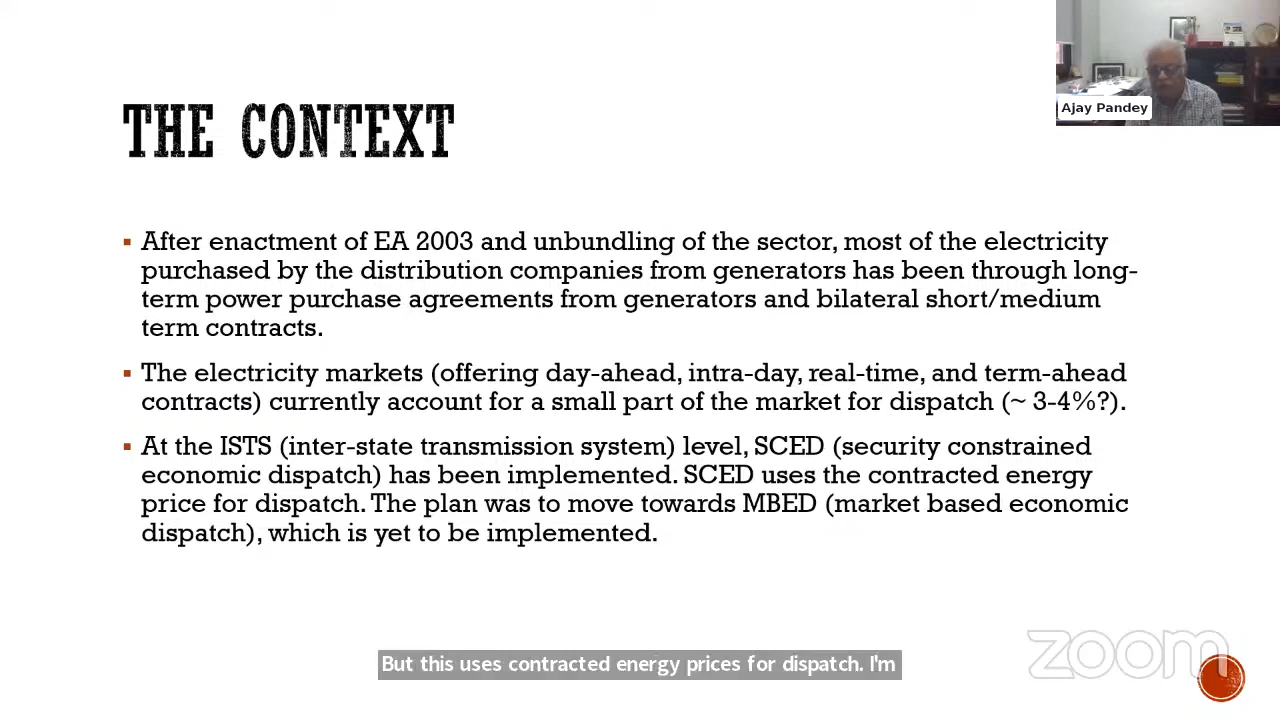 Ajay Pandey
THE CONTEXT
▪ After enactment of EA 2003 and unbundling of the sector, most of the electricity
purchased by the distribution companies from generators has been through long-
term power purchase agreements from generators and bilateral short/medium
term contracts.
▪ The electricity markets (offering day-ahead, intra-day, real-time, and term-ahead
contracts) currently account for a small part of the market for dispatch (~ 3-4%?).
▪ At the ISTS (inter-state transmission system) level, SCED (security constrained
economic dispatch) has been implemented. SCED uses the contracted energy
price for dispatch. The plan was to move towards MBED (market based economic
dispatch), which is yet to be implemented.
But this uses contracted energy prices for dispatch. I'm
zoom